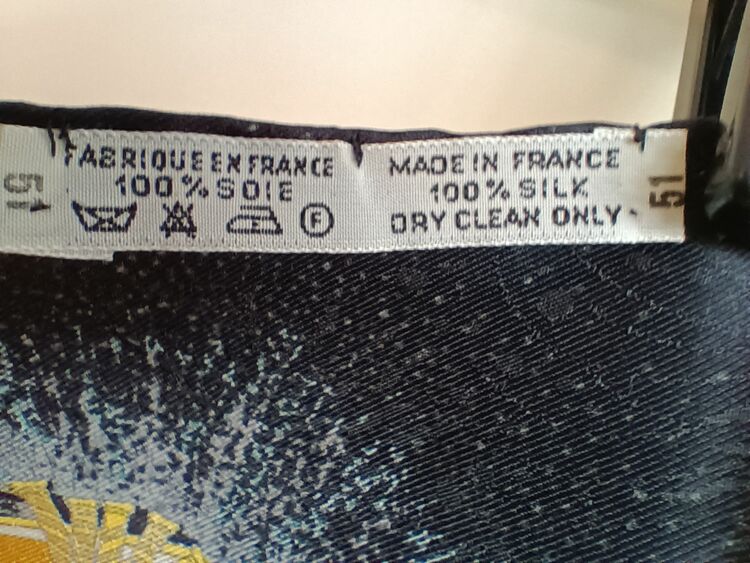 FABRIQUE EN FRANCE
100% SOIE
F
MADE IN FRANCE
100% SILK
DRY CLEAN ONLY
51